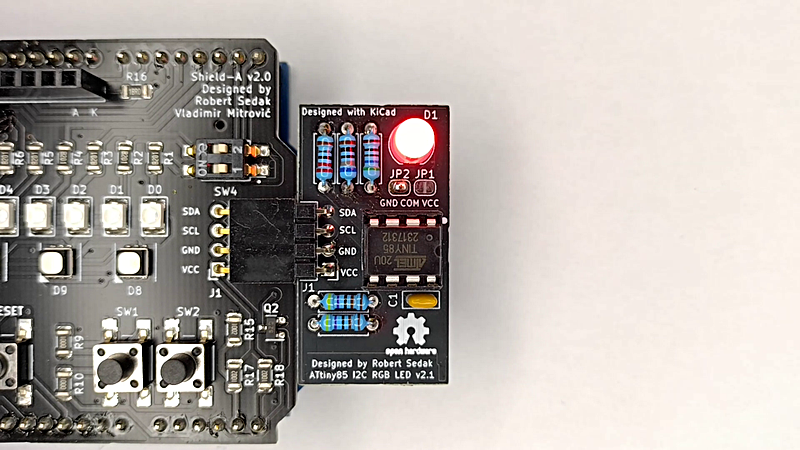 R16
Shield-A v2.0
Designed by
Robert Sedak
Vladimir Mitrović
A K
R6 R5 R4 R3 R2 R1
NO
1 2
SW4
D4 D3 D2 D1 D0
SDA
SCL
GND
VCC
J1
D9 D8
RESET
SW1 SW2
Q2
R9
R10
R15
R17
R18
Designed with KiCad
D1
JP2 JP1
GND COM VCC
SDA
SCL
GND
VCC
J1
ATMEL
TINY85
20U
2317312
C1
open hardware
Designed by Robert Sedak
ATtiny85 I2C RGB LED v2.1